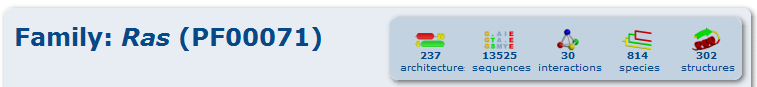 Family: Ras (PF00071)
237 13525 30 814 302
architecture sequences interactions species structures